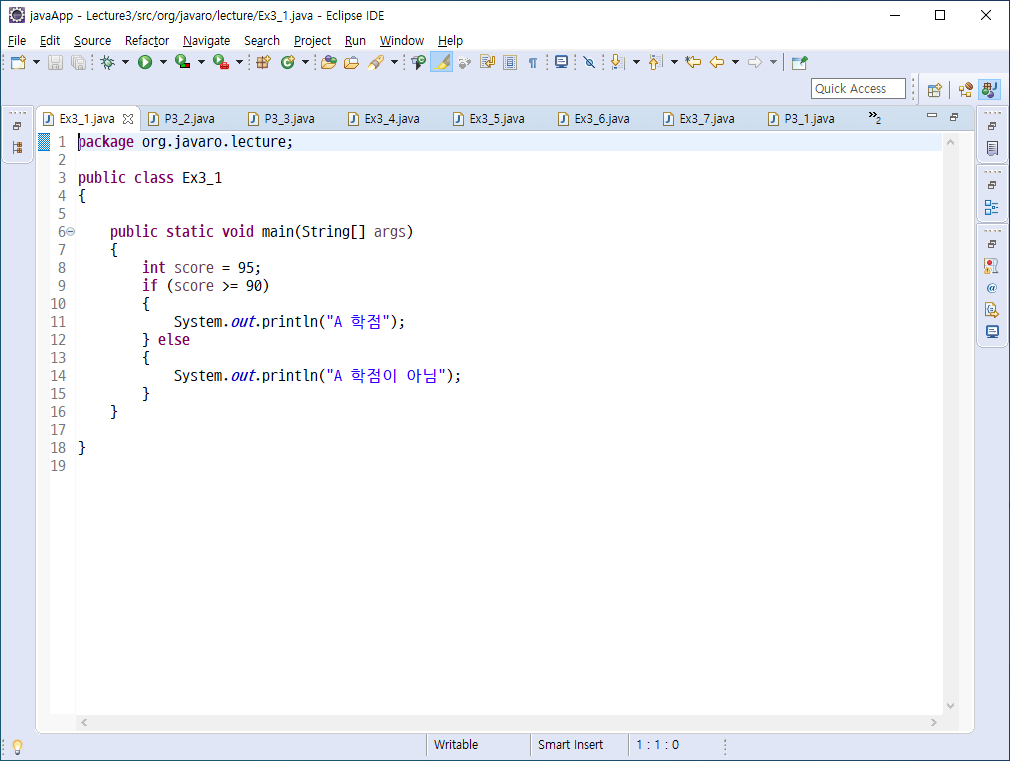 javaApp - Lecture3/src/org/javaro/lecture/Ex3_1.java - Eclipse IDE
File Edit Source Refactor Navigate Search Project Run Window Help
Quick Access
Ex3_1.java P3_2.java P3_3.java Ex3_4.java Ex3_5.java Ex3_6.java Ex3_7.java P3_1.java »2
1 package org.javaro.lecture;
2
3 public class Ex3_1
4 {
5
6 public static void main(String[] args)
7 {
8 int score = 95;
9 if (score >= 90)
10 {
11 System.out.println("A 학점");
12 } else
13 {
14 System.out.println("A 학점이 아님");
15 }
16 }
17
18 }
19
Writable Smart Insert 1 : 1 : 0